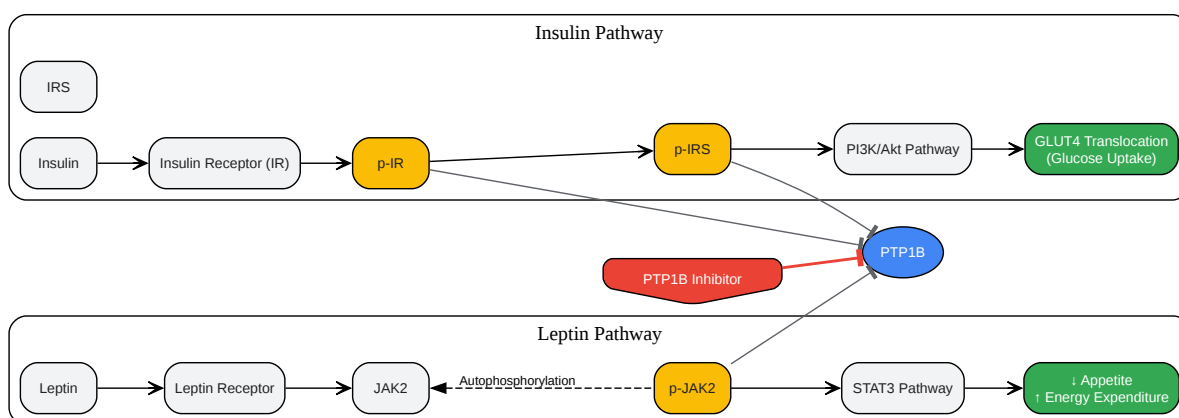 Insulin Pathway
IRS
Insulin
Insulin Receptor (IR)
p-IR
p-IRS
PI3K/Akt Pathway
GLUT4 Translocation
(Glucose Uptake)
PTP1B
PTP1B Inhibitor
Leptin Pathway
Leptin
Leptin Receptor
JAK2
Autophosphorylation
p-JAK2
STAT3 Pathway
↓ Appetite
↑ Energy Expenditure